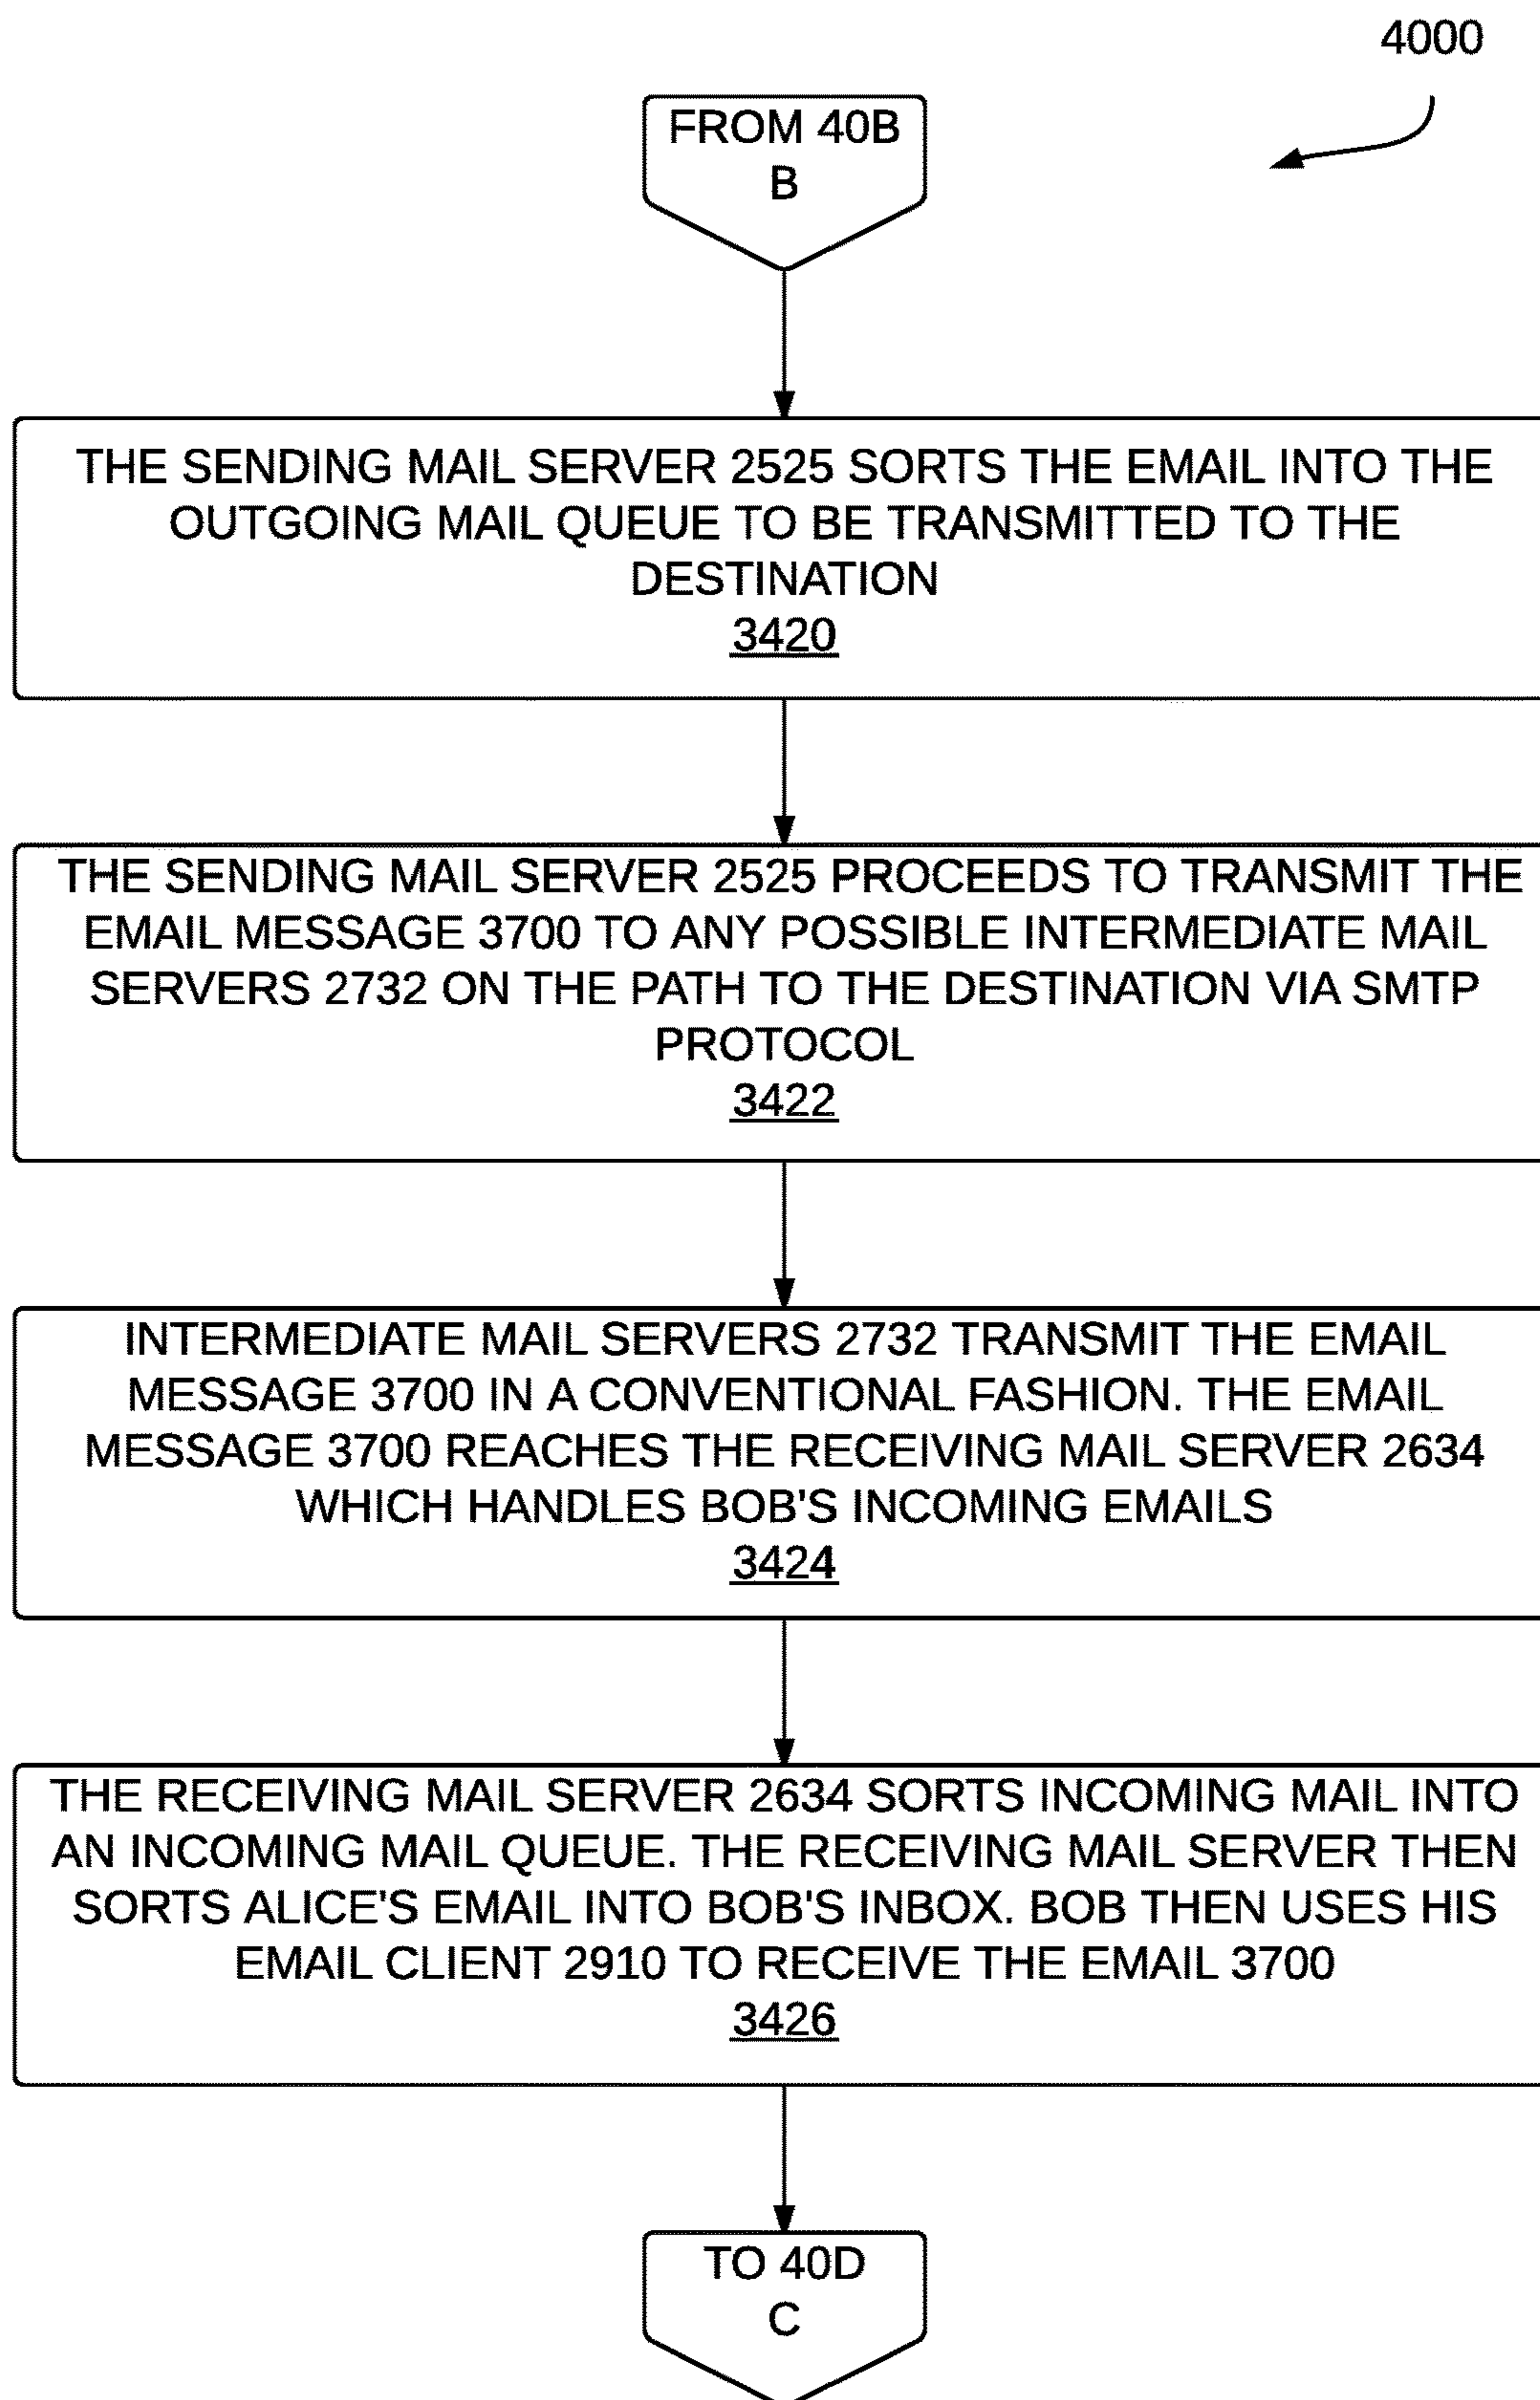 4000
FROM 40B
B
THE SENDING MAIL SERVER 2525 SORTS THE EMAIL INTO THE
OUTGOING MAIL QUEUE TO BE TRANSMITTED TO THE
DESTINATION
3420
THE SENDING MAIL SERVER 2525 PROCEEDS TO TRANSMIT THE
EMAIL MESSAGE 3700 TO ANY POSSIBLE INTERMEDIATE MAIL
SERVERS 2732 ON THE PATH TO THE DESTINATION VIA SMTP
PROTOCOL
3422
INTERMEDIATE MAIL SERVERS 2732 TRANSMIT THE EMAIL
MESSAGE 3700 IN A CONVENTIONAL FASHION. THE EMAIL
MESSAGE 3700 REACHES THE RECEIVING MAIL SERVER 2634
WHICH HANDLES BOB'S INCOMING EMAILS
3424
THE RECEIVING MAIL SERVER 2634 SORTS INCOMING MAIL INTO
AN INCOMING MAIL QUEUE. THE RECEIVING MAIL SERVER THEN
SORTS ALICE'S EMAIL INTO BOB'S INBOX. BOB THEN USES HIS
EMAIL CLIENT 2910 TO RECEIVE THE EMAIL 3700
3426
TO 40D
C